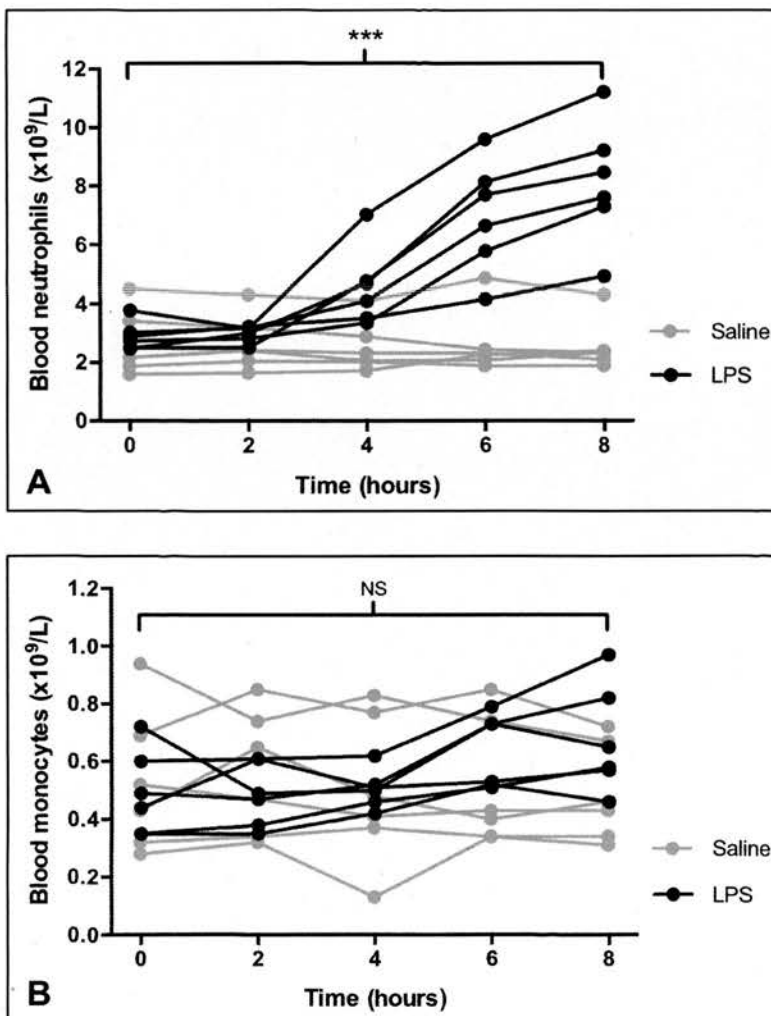 ***
12
10
8
6
4
2
0
Blood neutrophils (x10⁹/L)
0 2 4 6 8
Time (hours)
Saline
LPS
A
NS
1.2
1.0
0.8
0.6
0.4
0.2
0.0
Blood monocytes (x10⁹/L)
0 2 4 6 8
Time (hours)
Saline
LPS
B